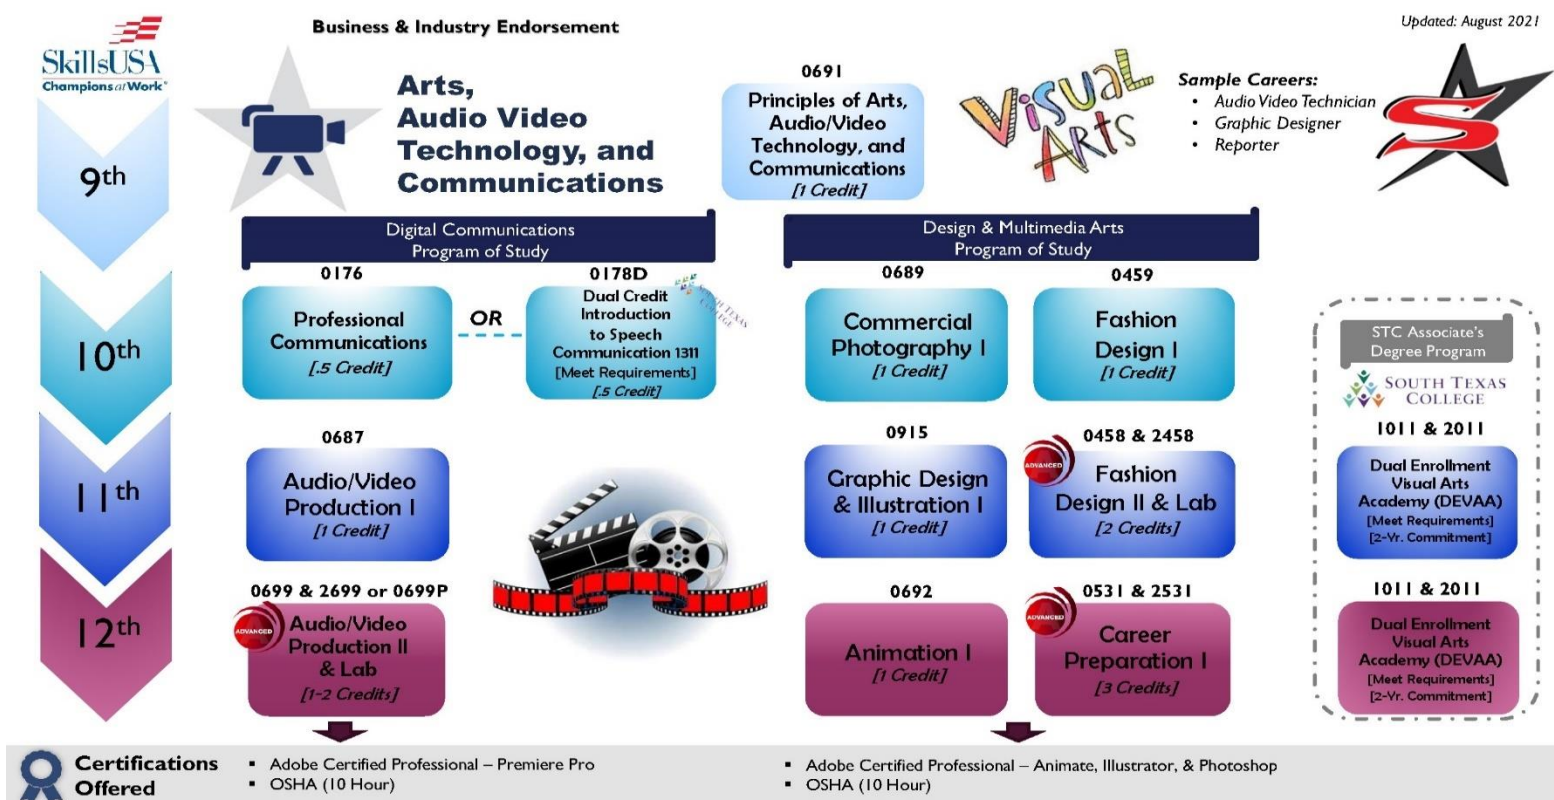 SkillsUSA
Champions at Work
Business & Industry Endorsement
Updated: August 2021
Arts,
Audio Video
Technology, and
Communications
0691
Principles of Arts,
Audio/Video
Technology, and
Communications
[1 Credit]
VISUAL
ARTS
Sample Careers:
• Audio Video Technician
• Graphic Designer
• Reporter
S
9th
Digital Communications
Program of Study
Design & Multimedia Arts
Program of Study
10th
0176
Professional
Communications
[.5 Credit]
OR
0178D
Dual Credit
Introduction
to Speech
Communication 1311
[Meet Requirements]
[.5 Credit]
SOUTH TEXAS
COLLEGE
0689
Commercial
Photography I
[1 Credit]
0459
Fashion
Design I
[1 Credit]
STC Associate's
Degree Program
SOUTH TEXAS
COLLEGE
11th
0687
Audio/Video
Production I
[1 Credit]
0915
Graphic Design
& Illustration I
[1 Credit]
0458 & 2458
ADVANCED
Fashion
Design II & Lab
[2 Credits]
1011 & 2011
Dual Enrollment
Visual Arts
Academy (DEVAA)
[Meet Requirements]
[2-Yr. Commitment]
12th
0699 & 2699 or 0699P
ADVANCED
Audio/Video
Production II
& Lab
[1-2 Credits]
0692
Animation I
[1 Credit]
0531 & 2531
ADVANCED
Career
Preparation I
[3 Credits]
1011 & 2011
Dual Enrollment
Visual Arts
Academy (DEVAA)
[Meet Requirements]
[2-Yr. Commitment]
Certifications
Offered
▪ Adobe Certified Professional – Premiere Pro
▪ OSHA (10 Hour)
▪ Adobe Certified Professional – Animate, Illustrator, & Photoshop
▪ OSHA (10 Hour)